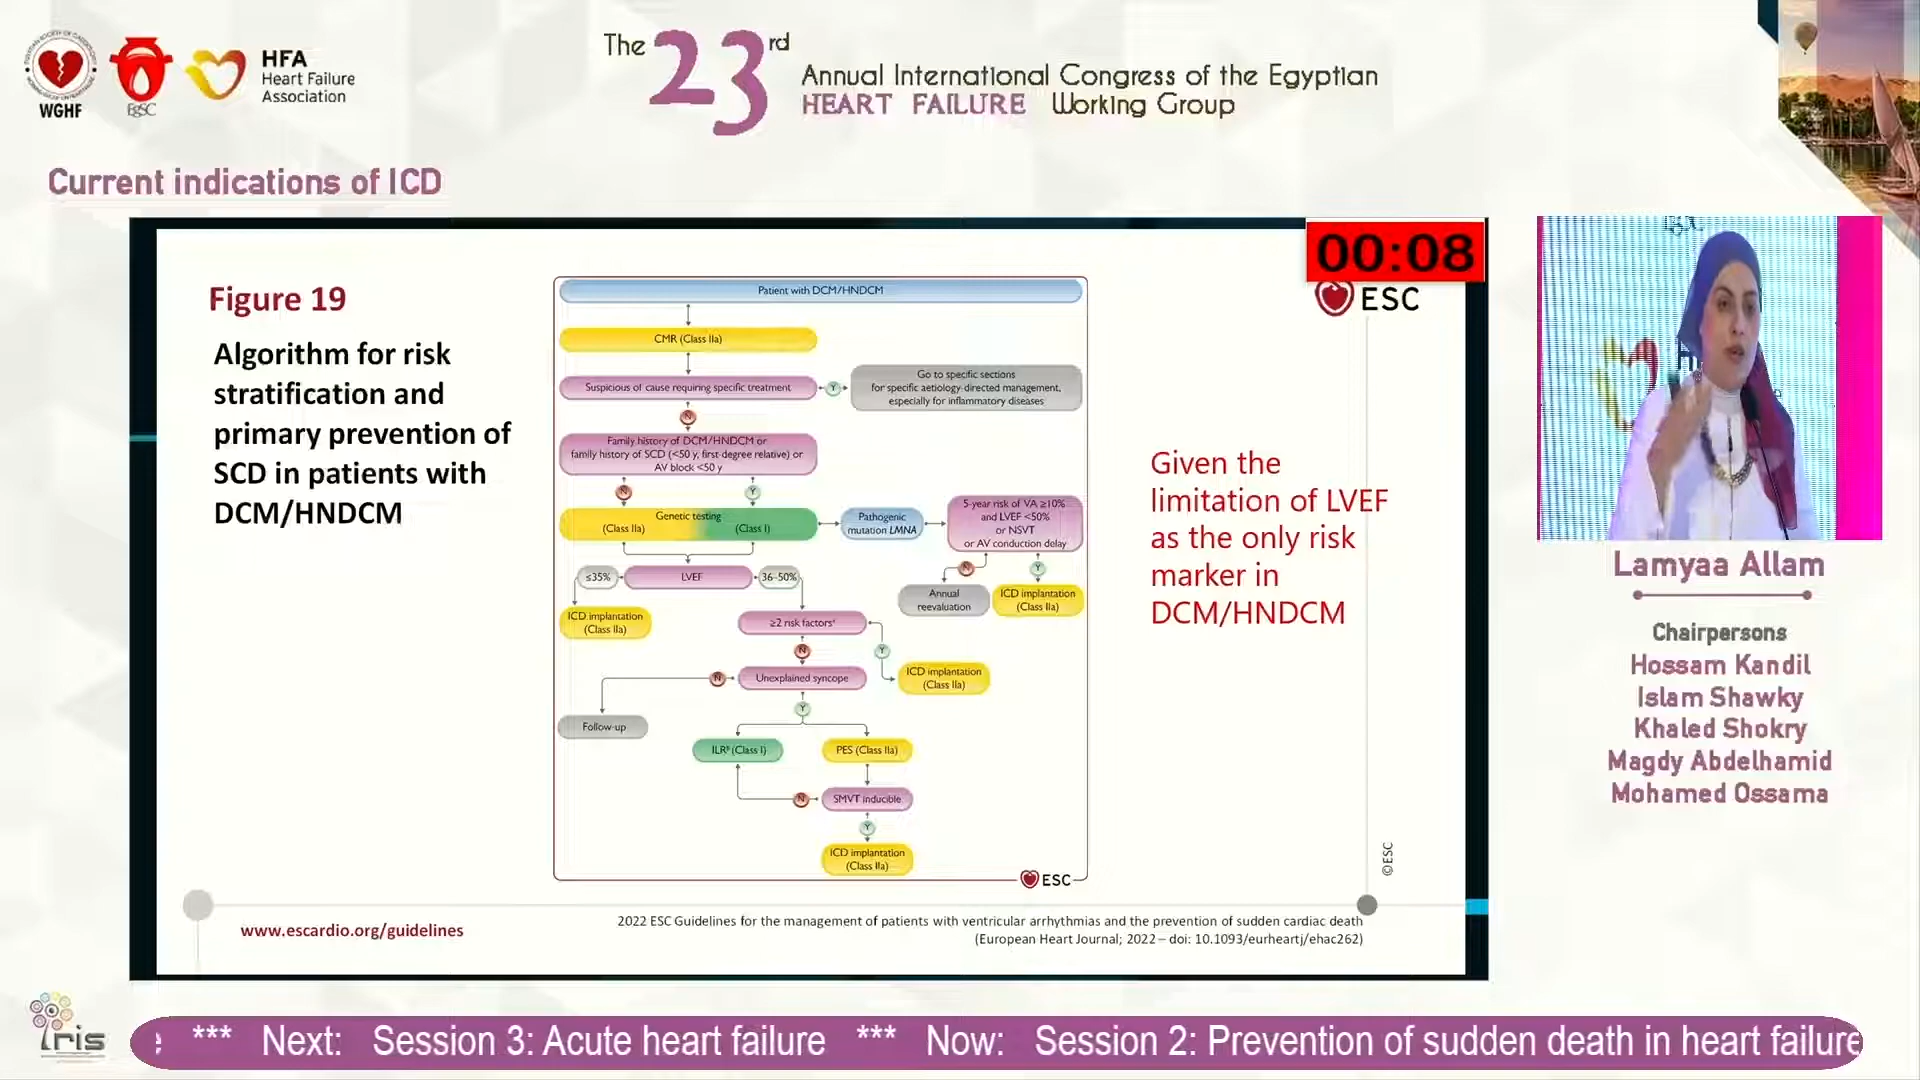 WGHF
EgSC
HFA
Heart Failure
Association
The 23rd
Annual International Congress of the Egyptian
HEART FAILURE Working Group
Current indications of ICD
00:08
ESC
Figure 19
Algorithm for risk
stratification and
primary prevention of
SCD in patients with
DCM/HNDCM
Patient with DCM/HNDCM
CMR (Class IIa)
Suspicious of cause requiring specific treatment
Y
Go to specific sections
for specific aetiology-directed management,
especially for inflammatory diseases
N
Family history of DCM/HNDCM or
family history of SCD (<50 y, first-degree relative) or
AV block <50 y
N
Y
Genetic testing
(Class IIa)
(Class I)
Pathogenic
mutation LMNA
5-year risk of VA ≥10%
and LVEF <50%
or NSVT
or AV conduction delay
N
Y
Annual
reevaluation
ICD implantation
(Class IIa)
≤35%
LVEF
36–50%
ICD implantation
(Class IIa)
≥2 risk factorsᵃ
N
Y
ICD implantation
(Class IIa)
Unexplained syncope
N
Y
Follow-up
ILRᵇ (Class I)
PES (Class IIa)
N
SMVT inducible
Y
ICD implantation
(Class IIa)
ESC
Given the
limitation of LVEF
as the only risk
marker in
DCM/HNDCM
©ESC
www.escardio.org/guidelines
2022 ESC Guidelines for the management of patients with ventricular arrhythmias and the prevention of sudden cardiac death
(European Heart Journal; 2022 – doi: 10.1093/eurheartj/ehac262)
Lamyaa Allam
Chairpersons
Hossam Kandil
Islam Shawky
Khaled Shokry
Magdy Abdelhamid
Mohamed Ossama
Iris
*** Next: Session 3: Acute heart failure *** Now: Session 2: Prevention of sudden death in heart failure